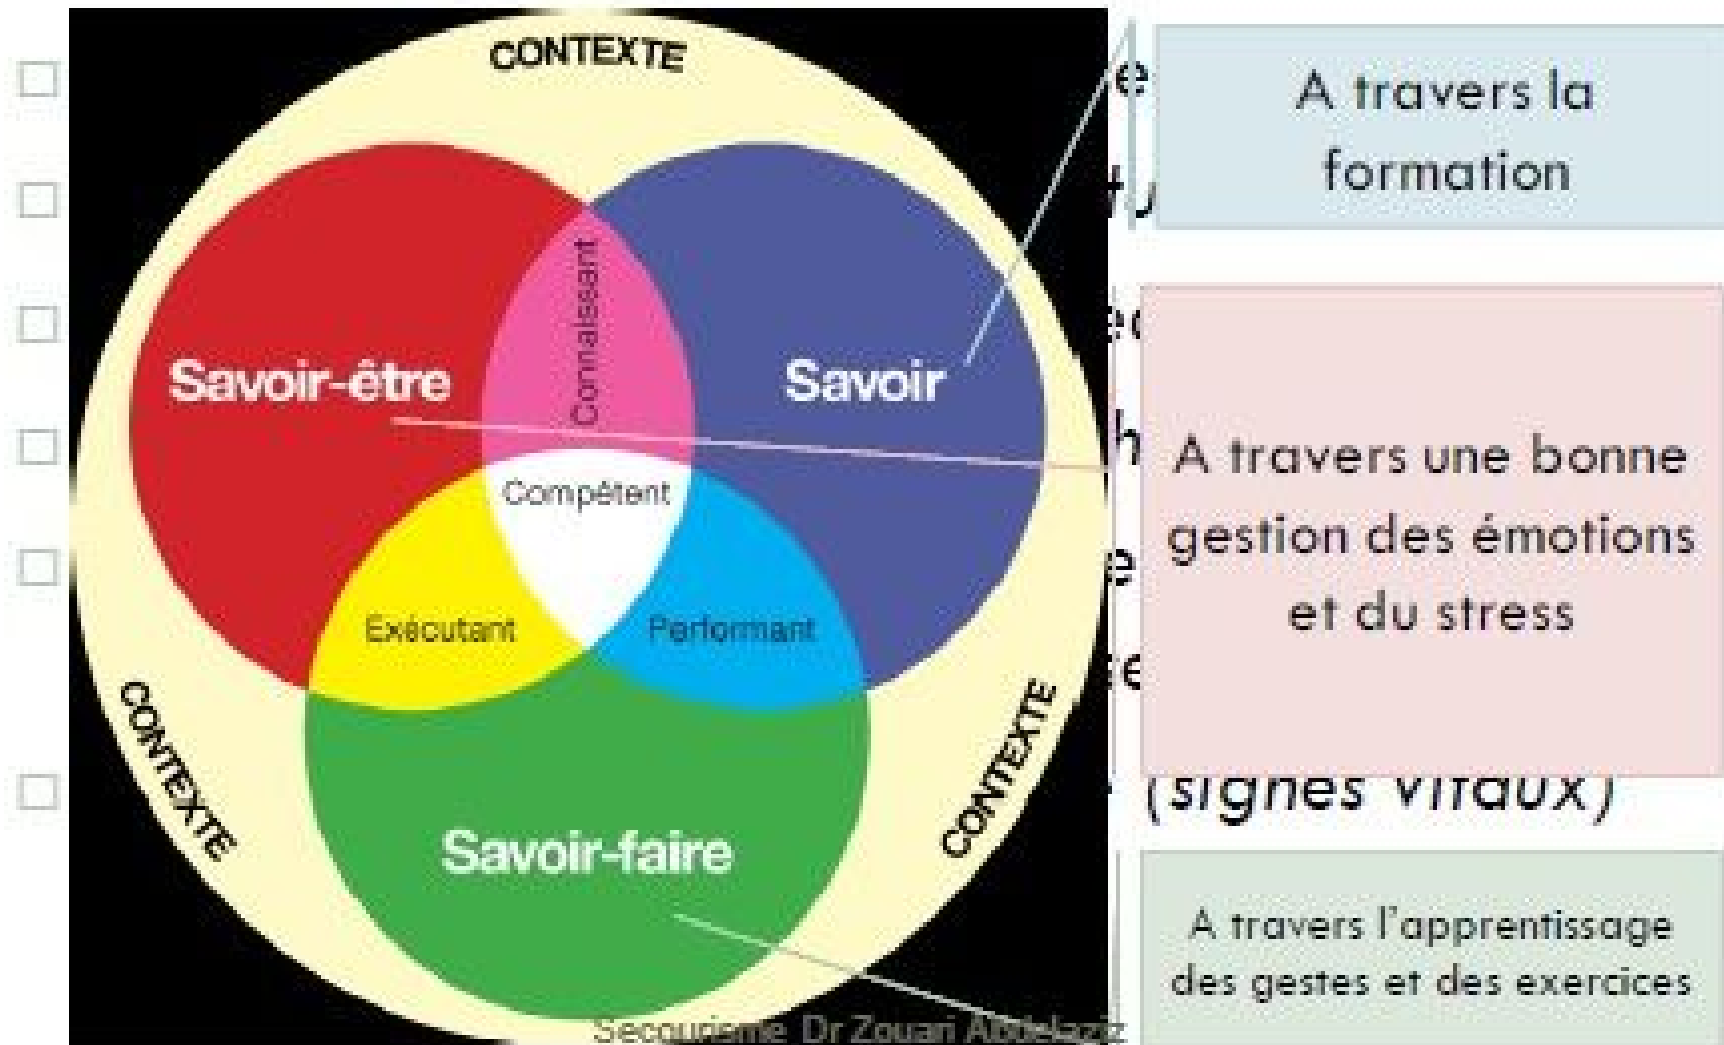 CONTEXTE
Savoir-être
Connaissant
Savoir
Compétent
Exécutant
Performant
CONTEXTE
CONTEXTE
Savoir-faire
A travers la
formation
A travers une bonne
gestion des émotions
et du stress
(signes vitaux)
A travers l'apprentissage
des gestes et des exercices
Secourisme Dr Zouari Abdelaziz